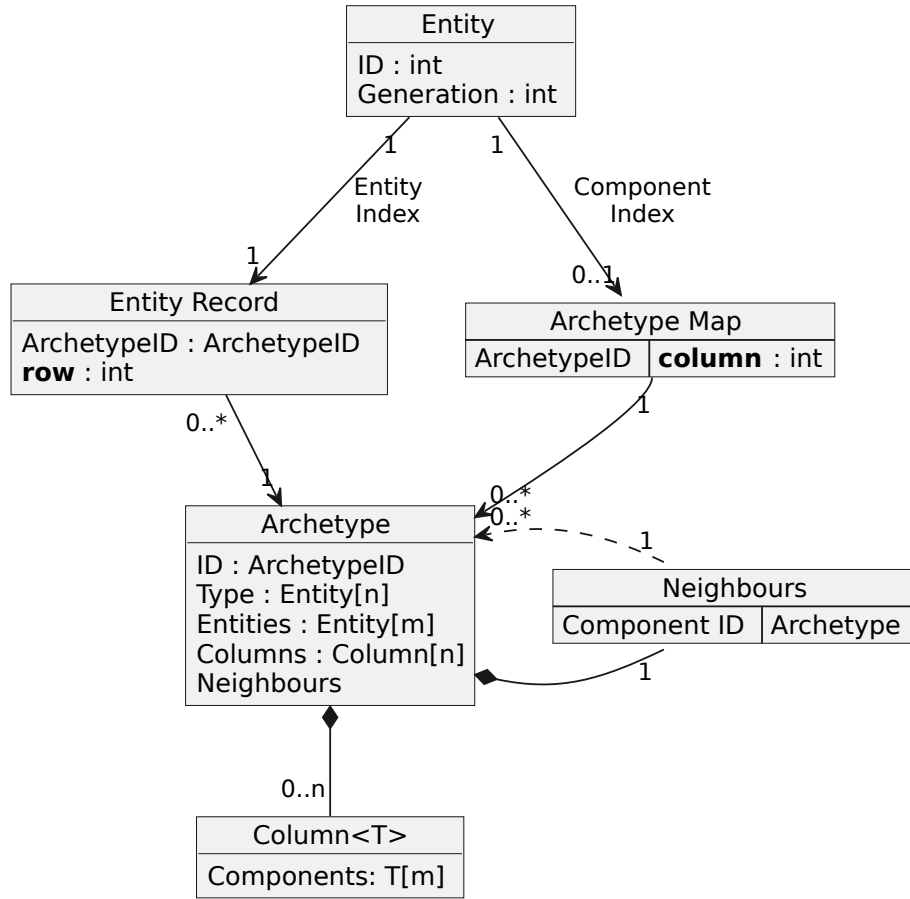 Entity
ID : int
Generation : int
1
1
Entity
Index
Component
Index
1
0..1
Entity Record
ArchetypeID : ArchetypeID
row : int
Archetype Map
ArchetypeID
column : int
0..*
1
1
0..*
0..*
1
Archetype
ID : ArchetypeID
Type : Entity[n]
Entities : Entity[m]
Columns : Column[n]
Neighbours
Neighbours
Component ID
Archetype
1
0..n
Column<T>
Components: T[m]